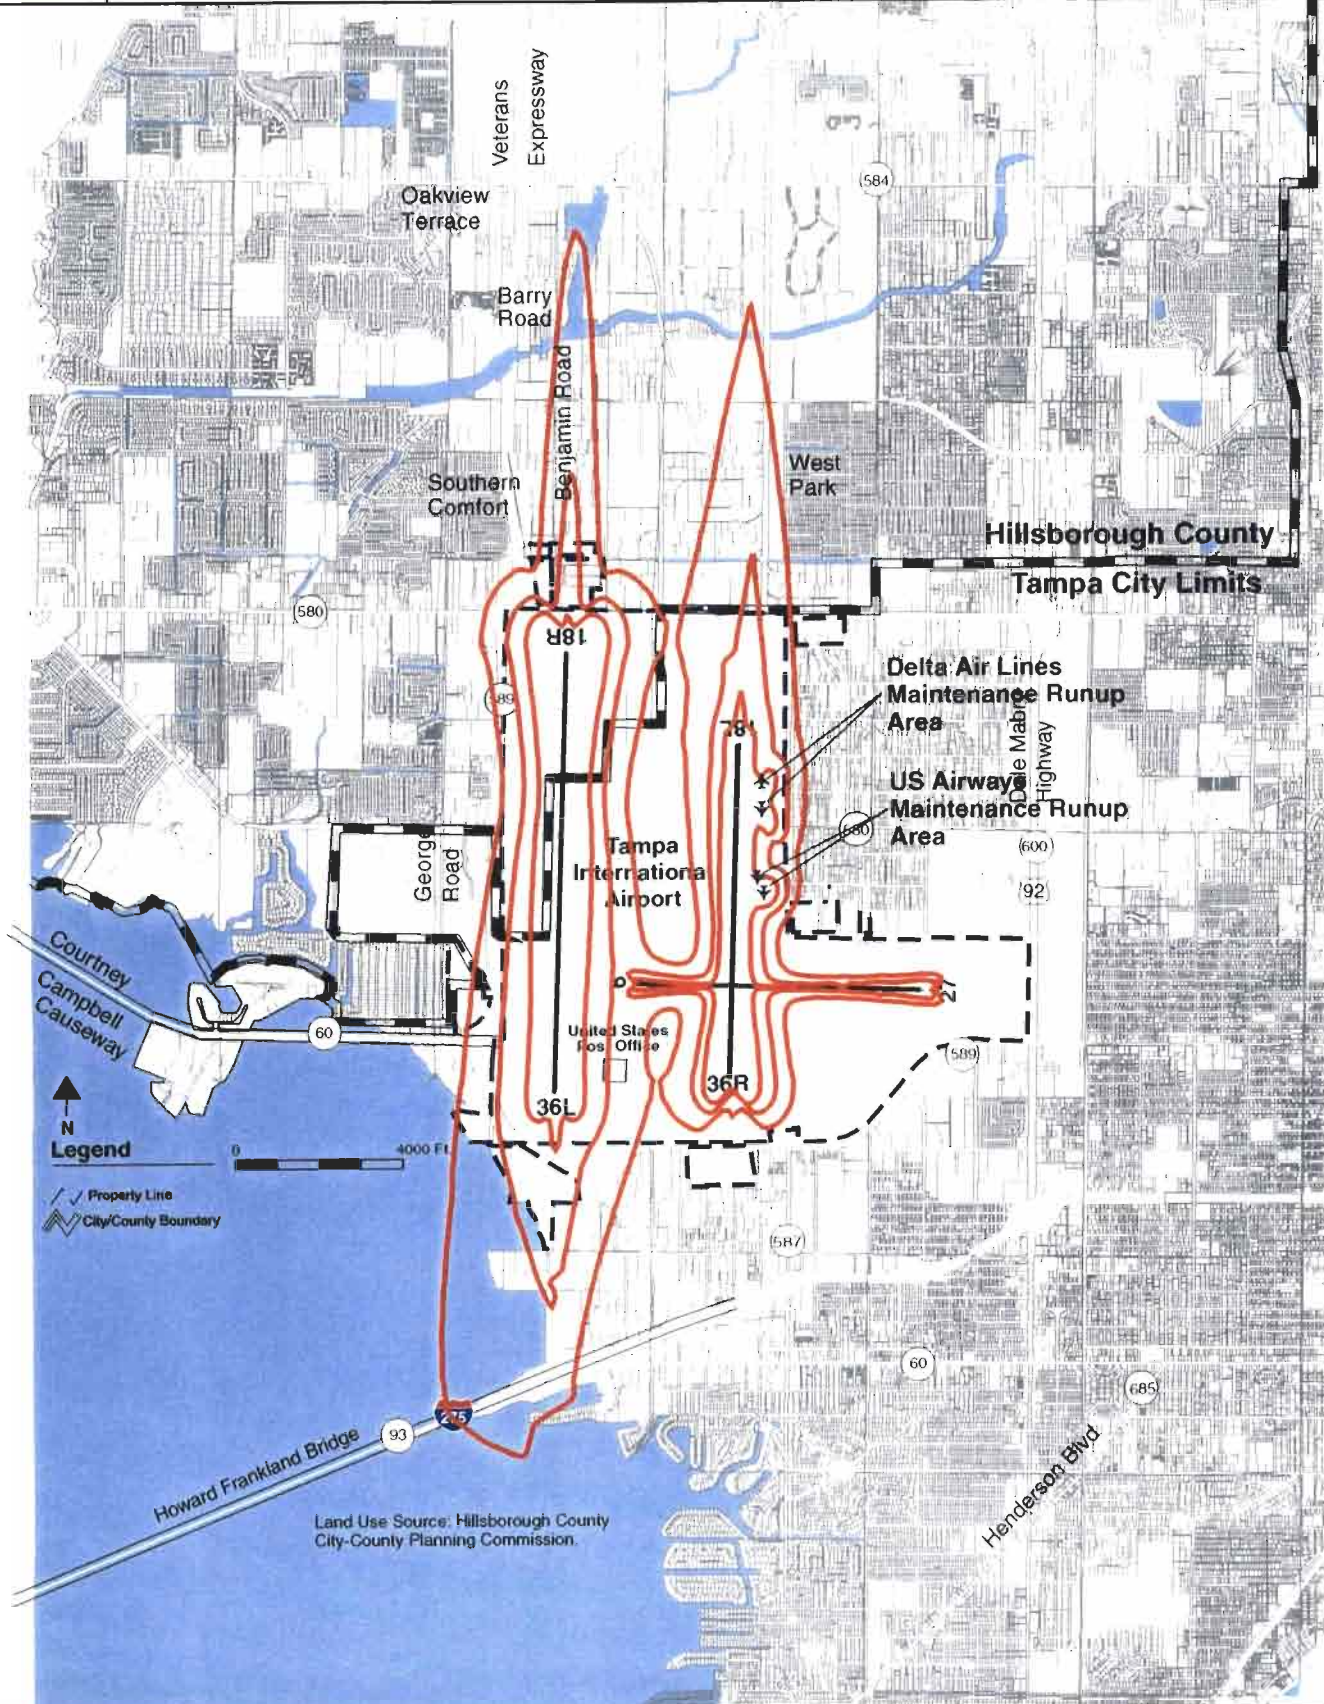 Veterans
Expressway
584
Oakview
Terrace
Barry
Road
Benjamin Road
West
Park
Southern
Comfort
Hillsborough County
Tampa City Limits
580
18R
Delta Air Lines
Maintenance Runup
Area
589
18L
Dale Mabry
Highway
US Airways
Maintenance Runup
Area
580
George
Road
Tampa
Internationa
Airport
600
92
Courtney
Campbell
Causeway
9
27
60
United States
Post Office
589
36R
36L
N
Legend
0
4000 Ft.
Property Line
City/County Boundary
587
60
685
275
93
Howard Frankland Bridge
Henderson Blvd
Land Use Source: Hillsborough County
City-County Planning Commission.